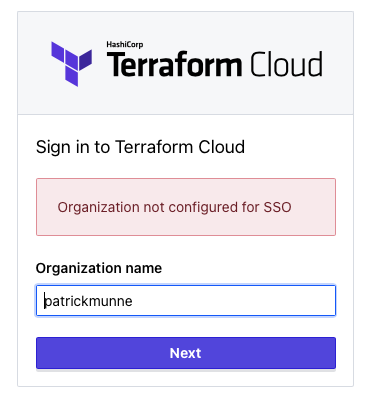 HashiCorp
Terraform Cloud
Sign in to Terraform Cloud
Organization not configured for SSO
Organization name
patrickmunne
Next